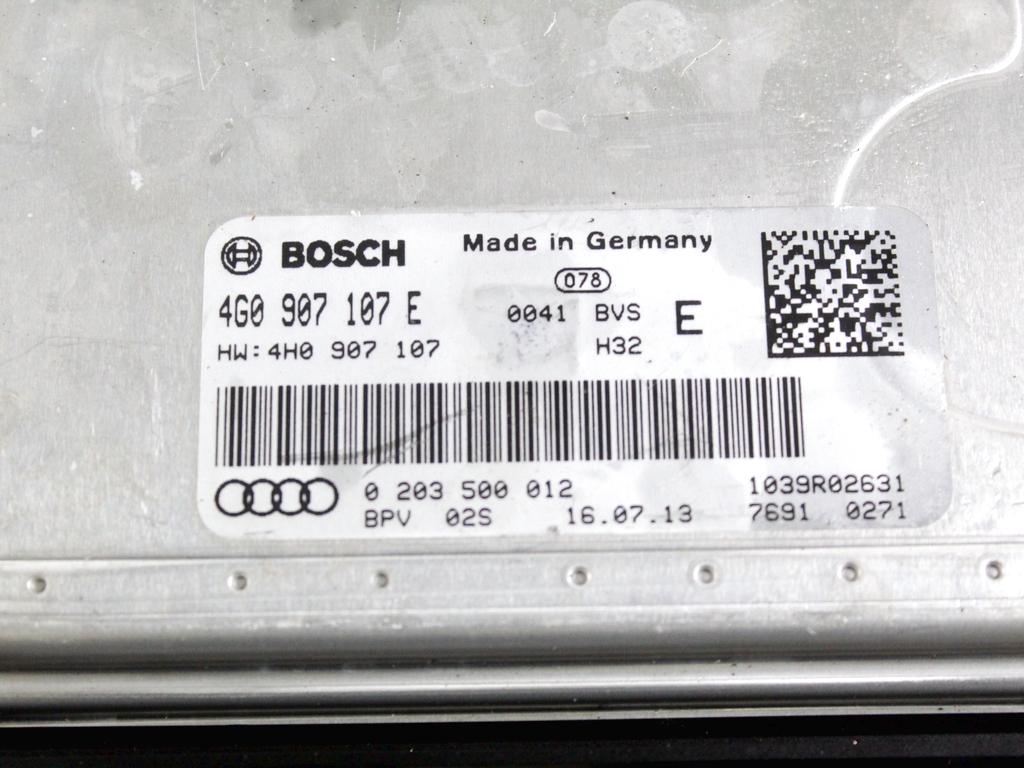 BOSCH Made in Germany
078
4G0 907 107 E 0041 BVS E
HW:4H0 907 107 H32
0 203 500 012 1039R02631
BPV 02S 16.07.13 7691 0271